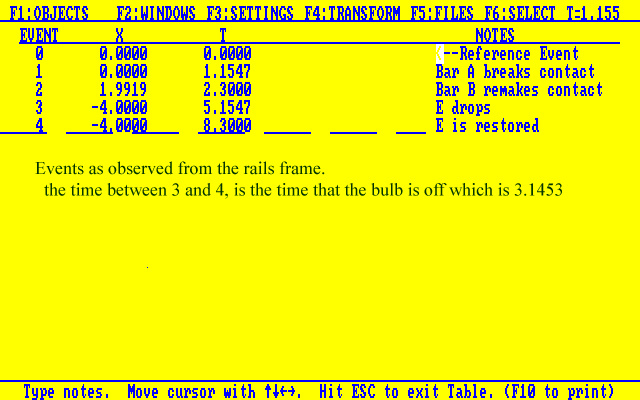 F1:OBJECTS F2:WINDOWS F3:SETTINGS F4:TRANSFORM F5:FILES F6:SELECT T=1.155
EVENT X T NOTES
0 0.0000 0.0000 <--Reference Event
1 0.0000 1.1547 Bar A breaks contact
2 1.9919 2.3000 Bar B remakes contact
3 -4.0000 5.1547 E drops
4 -4.0000 8.3000 E is restored
Events as observed from the rails frame.
the time between 3 and 4, is the time that the bulb is off which is 3.1453
Type notes. Move cursor with ↑↓←→. Hit ESC to exit Table. (F10 to print)